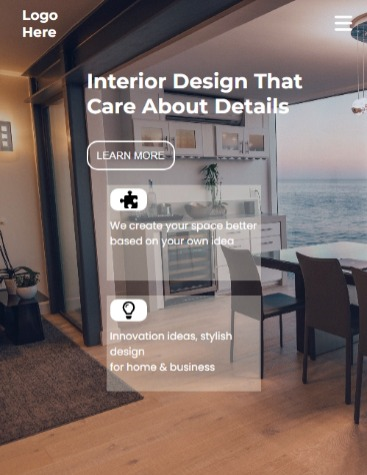 Logo
Here
Interior Design That
Care About Details
LEARN MORE
We create your space better
based on your own idea
Innovation ideas, stylish
design
for home & business